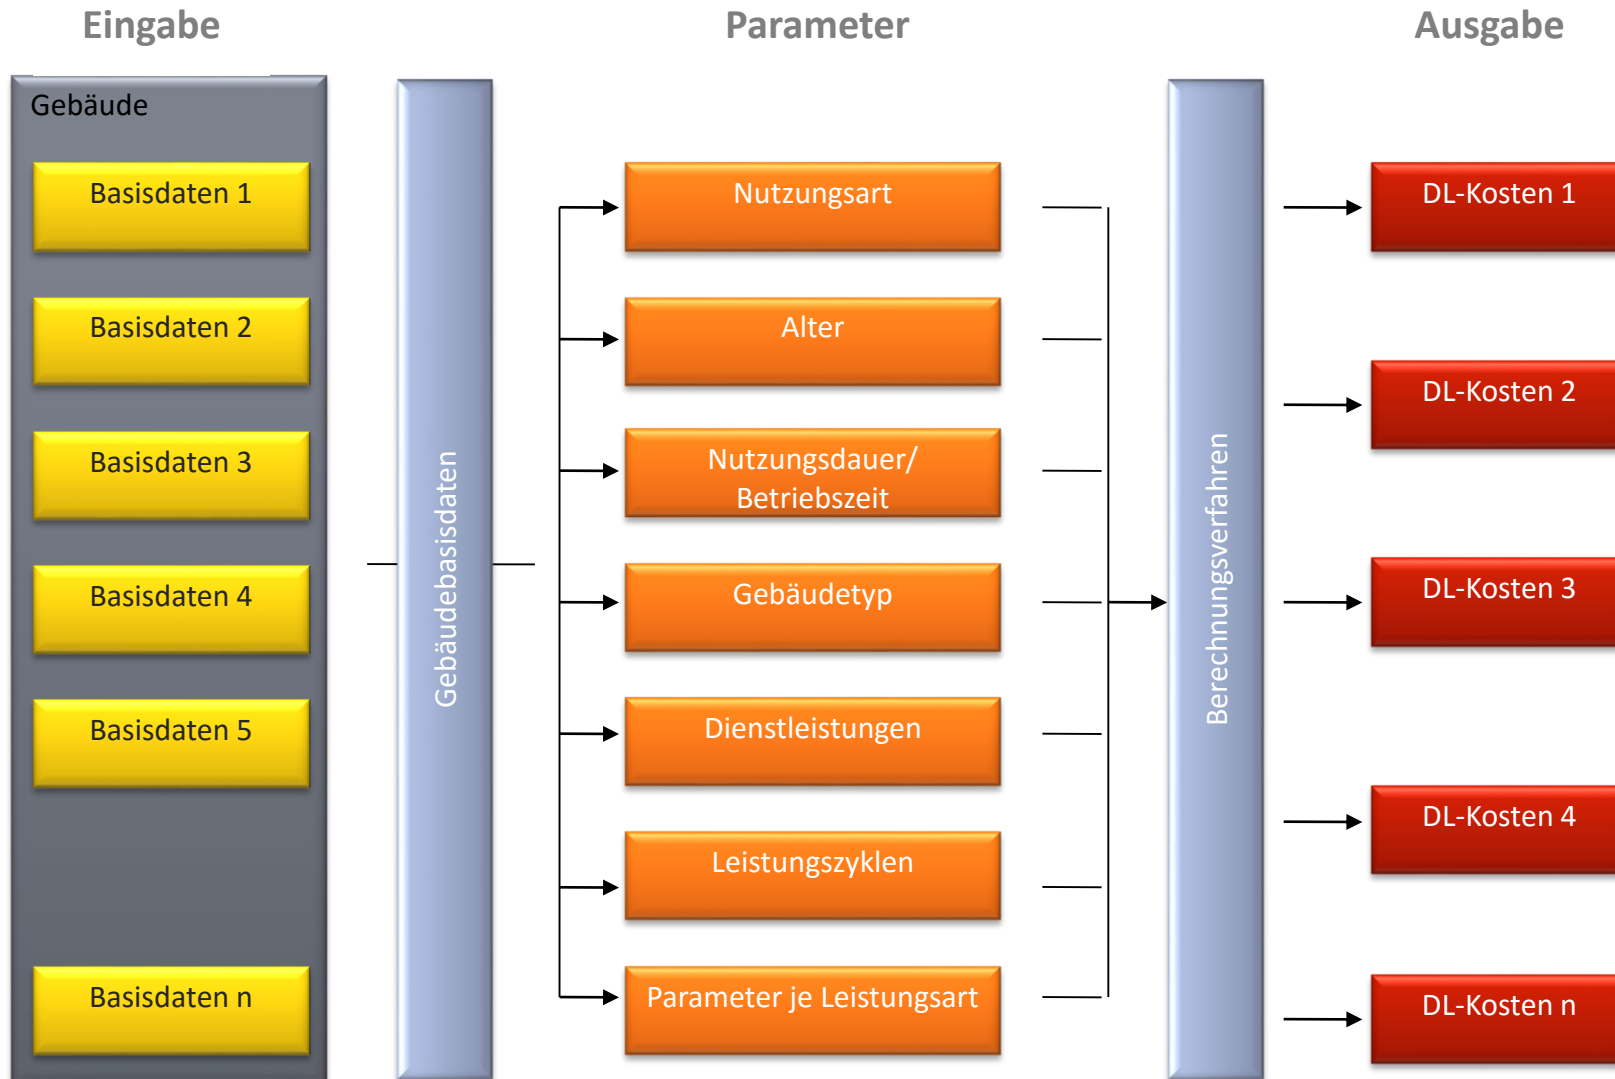 Eingabe
Parameter
Ausgabe
Gebäude
Basisdaten 1
Basisdaten 2
Basisdaten 3
Basisdaten 4
Basisdaten 5
Basisdaten n
Gebäudebasisdaten
Nutzungsart
Alter
Nutzungsdauer/
Betriebszeit
Gebäudetyp
Dienstleistungen
Leistungszyklen
Parameter je Leistungsart
Berechnungsverfahren
DL-Kosten 1
DL-Kosten 2
DL-Kosten 3
DL-Kosten 4
DL-Kosten n